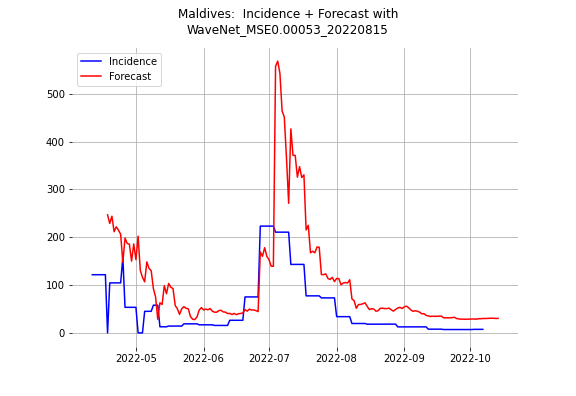 Maldives:  Incidence + Forecast with
WaveNet_MSE0.00053_20220815
Incidence
Forecast
500
400
300
200
100
0
2022-05 2022-06 2022-07 2022-08 2022-09 2022-10